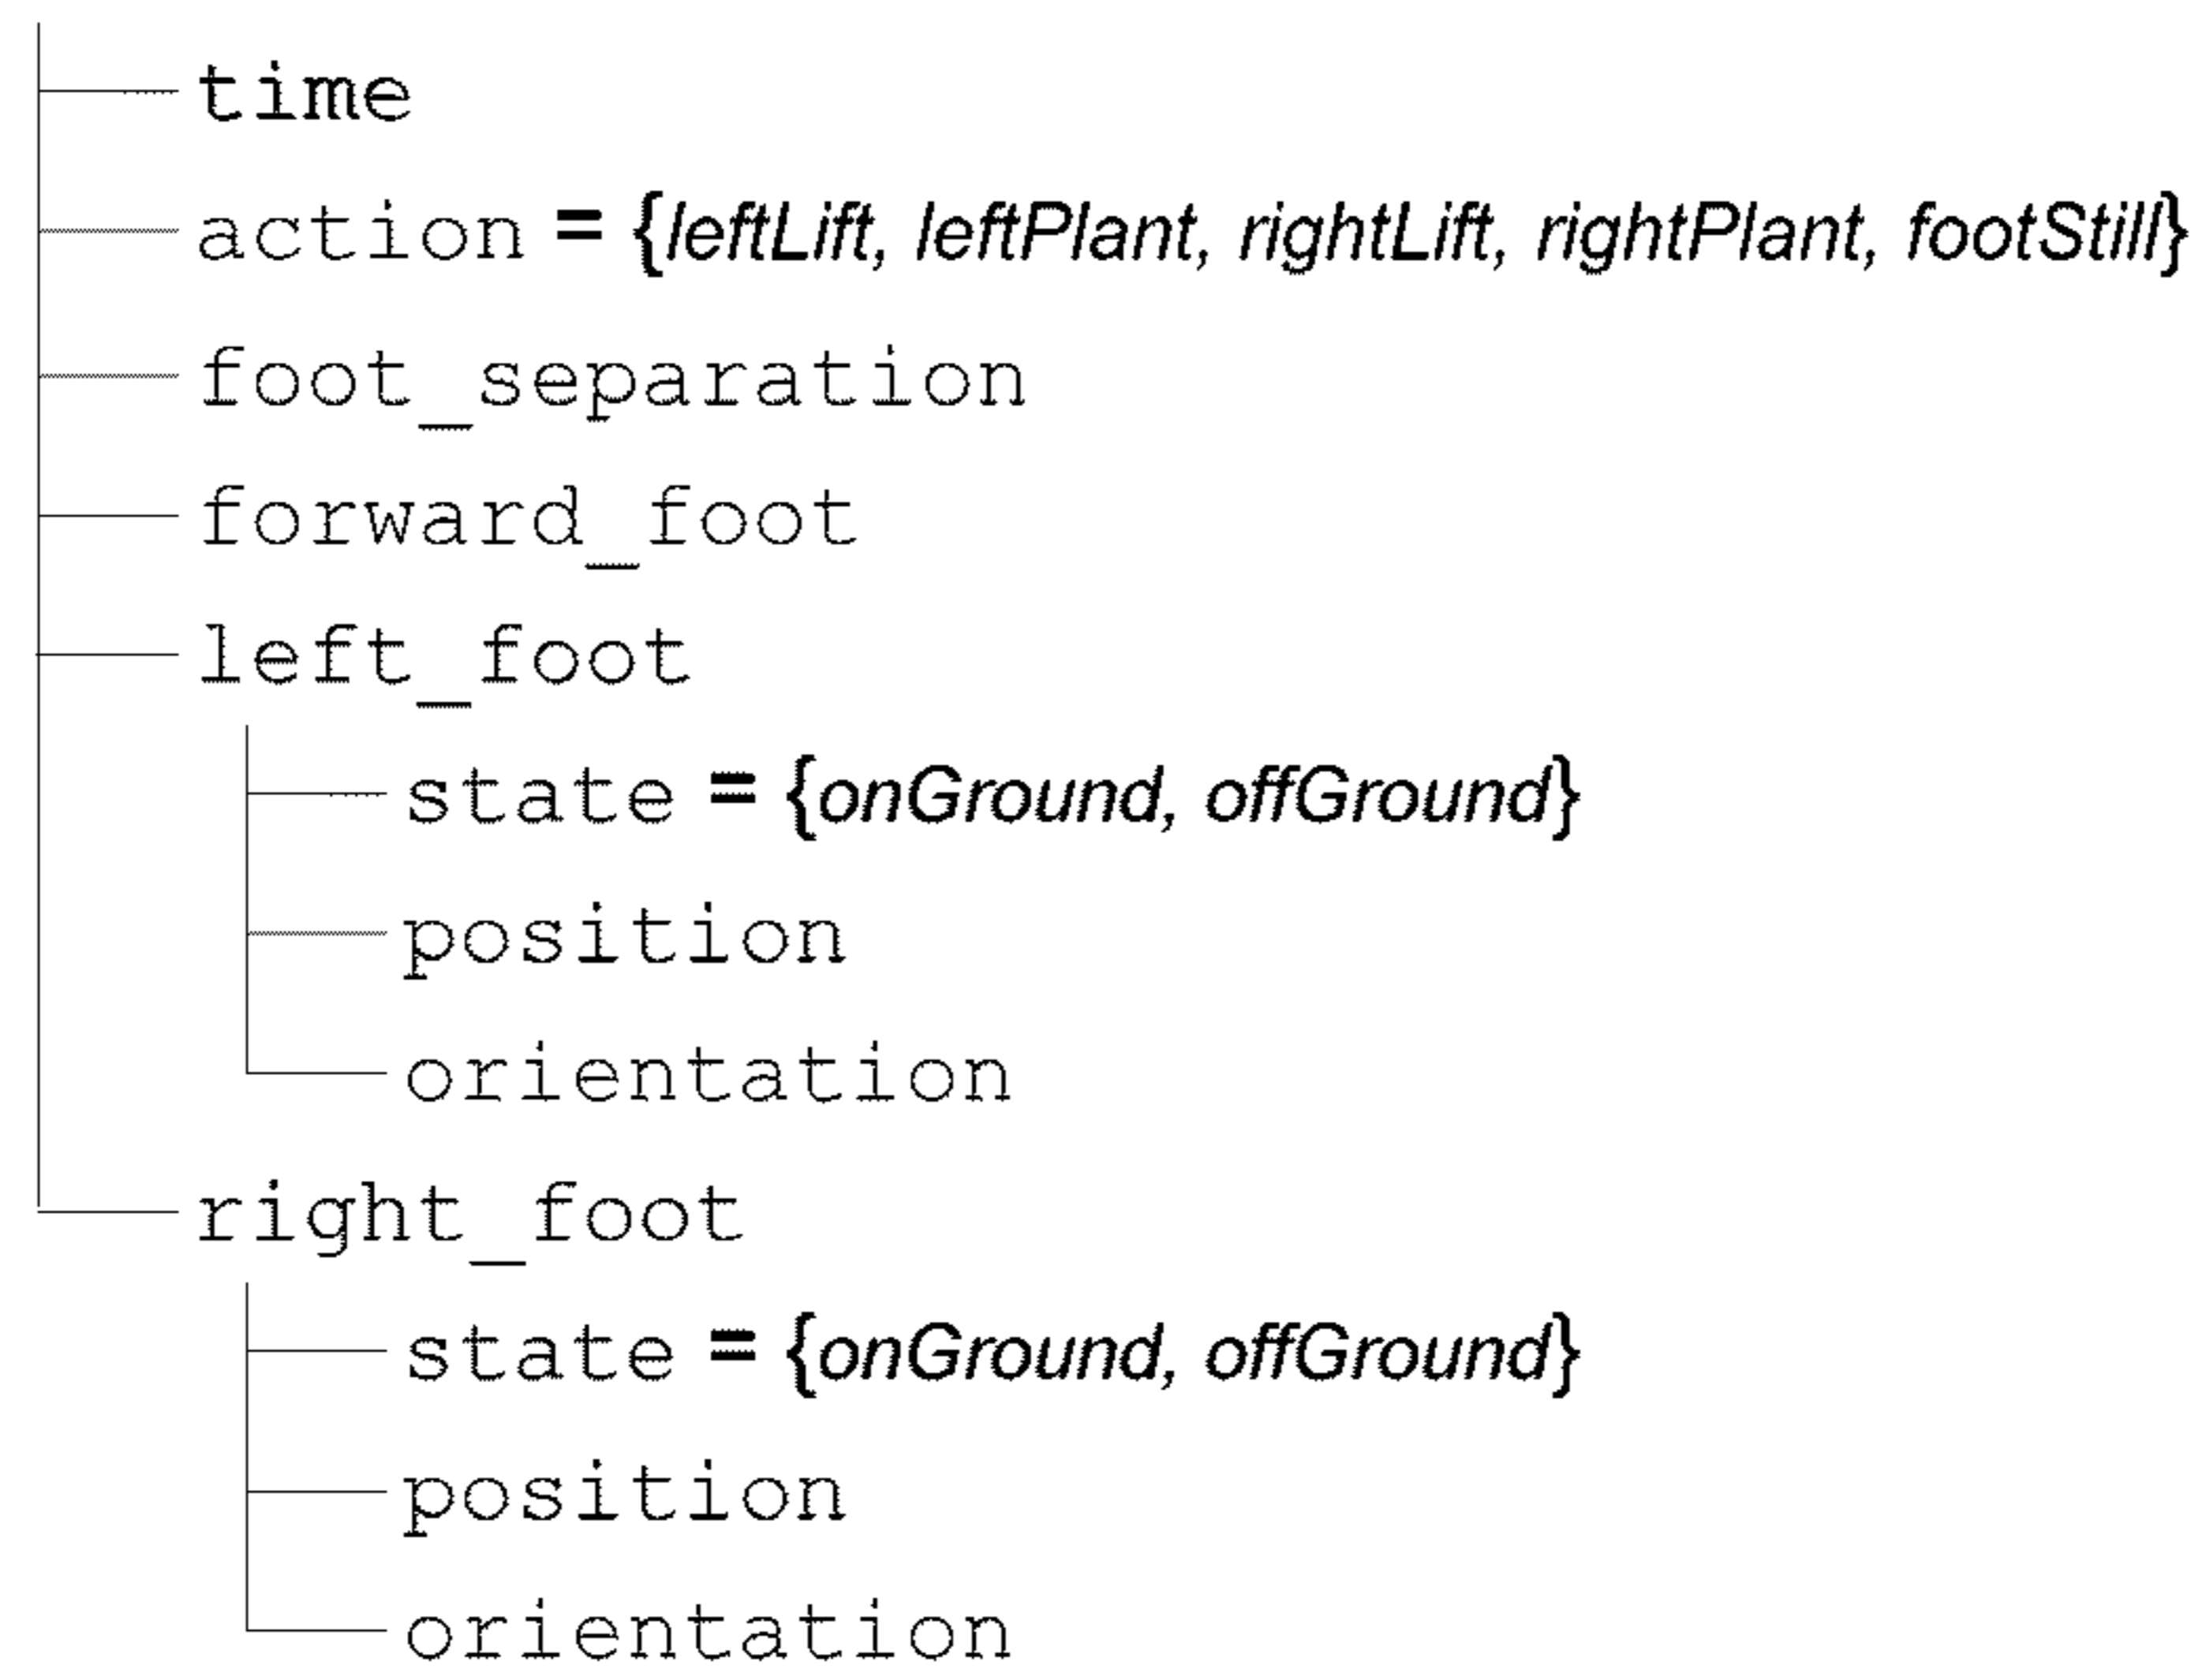 time
action = {leftLift, leftPlant, rightLift, rightPlant, footStill}
foot_separation
forward_foot
left_foot
state = {onGround, offGround}
position
orientation
right_foot
state = {onGround, offGround}
position
orientation